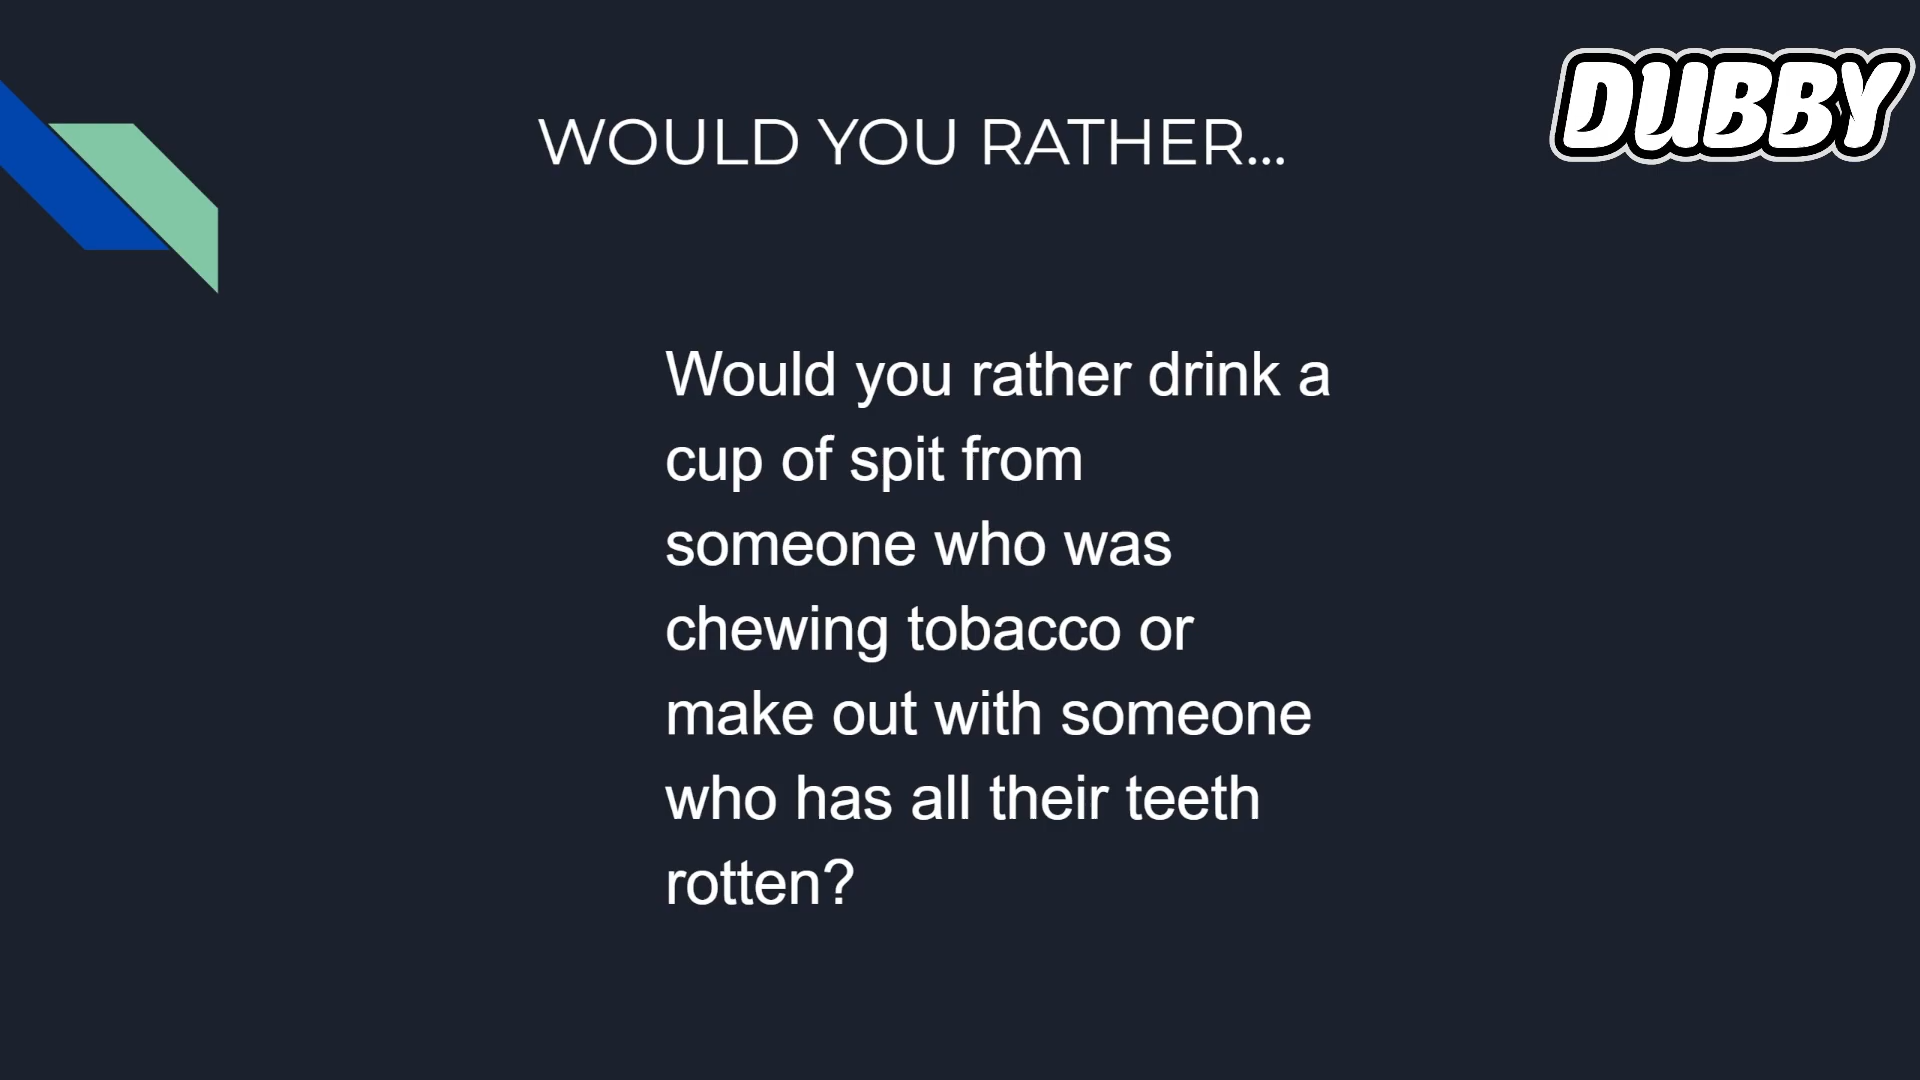 DUBBY
WOULD YOU RATHER...
Would you rather drink a
cup of spit from
someone who was
chewing tobacco or
make out with someone
who has all their teeth
rotten?